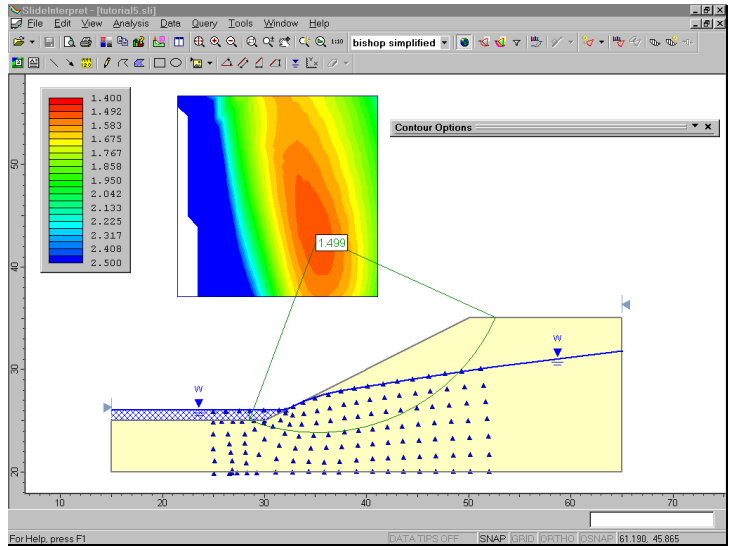 SlideInterpret - [tutorial5.sli]
File Edit View Analysis Data Query Tools Window Help
1:10 bishop simplified
1.400
1.492
1.583
1.675
1.767
1.858
1.950
2.042
2.133
2.225
2.317
2.408
2.500
Contour Options
1.499
W
W
50
40
30
20
10 20 30 40 50 60 70
For Help, press F1 DATA TIPS OFF SNAP GRID ORTHO OSNAP 61.190, 45.865